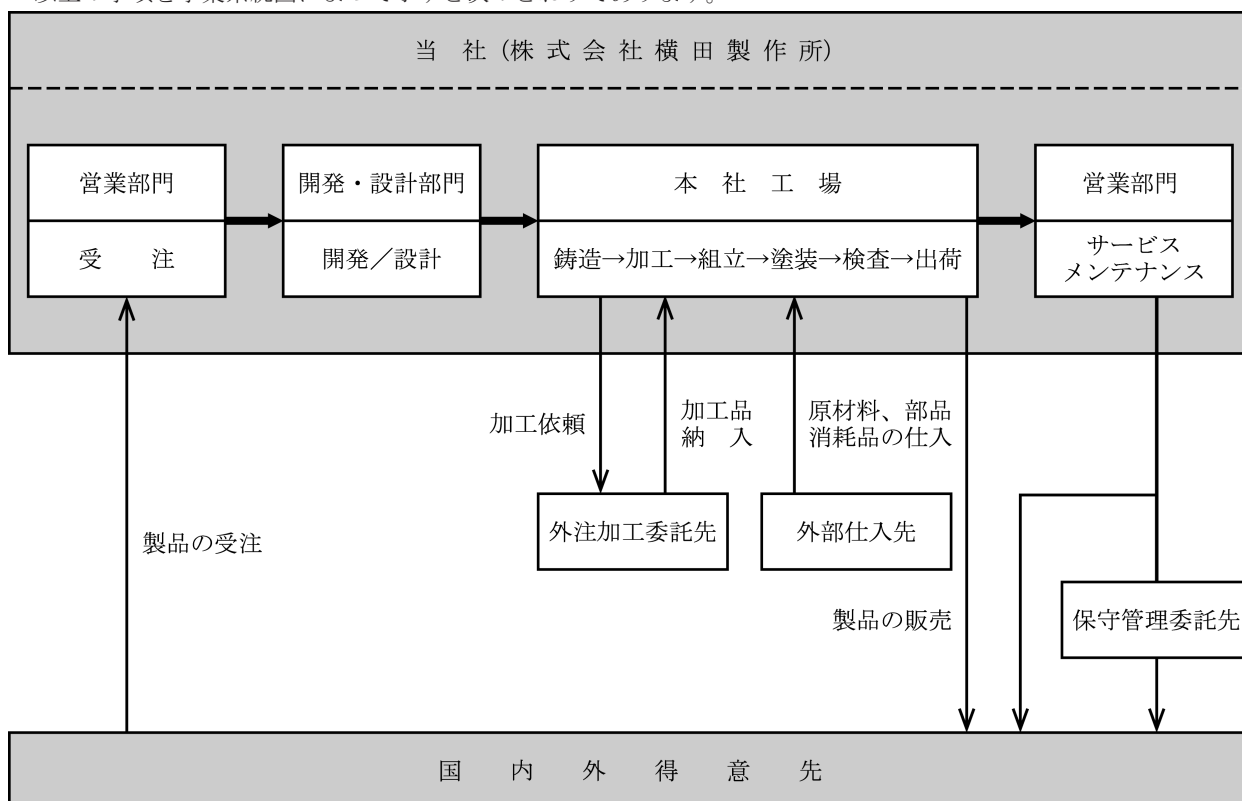 当 社 (株 式 会 社 横 田 製 作 所)
営業部門
受 注
開発・設計部門
開発／設計
本 社 工 場
鋳造→加工→組立→塗装→検査→出荷
営業部門
サービス
メンテナンス
加工依頼
加工品
納 入
原材料、部品
消耗品の仕入
外注加工委託先
外部仕入先
製品の受注
製品の販売
保守管理委託先
国 内 外 得 意 先